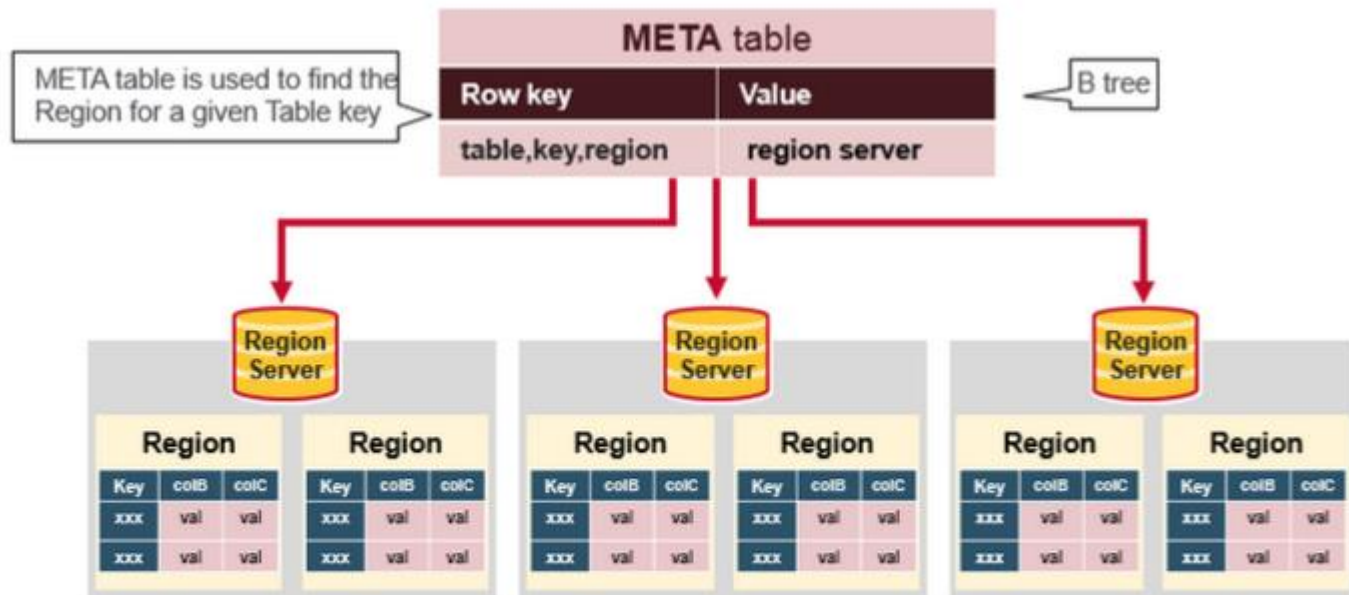 META table
META table is used to find the
Region for a given Table key
Row key Value
B tree
table,key,region region server
Region
Server
Region
Server
Region
Server
Region Region Region Region Region Region
Key colB colC Key colB colC Key colB colC Key colB colC Key colB colC Key colB colC
xxx val val xxx val val xxx val val xxx val val xxx val val xxx val val
xxx val val xxx val val xxx val val xxx val val xxx val val xxx val val